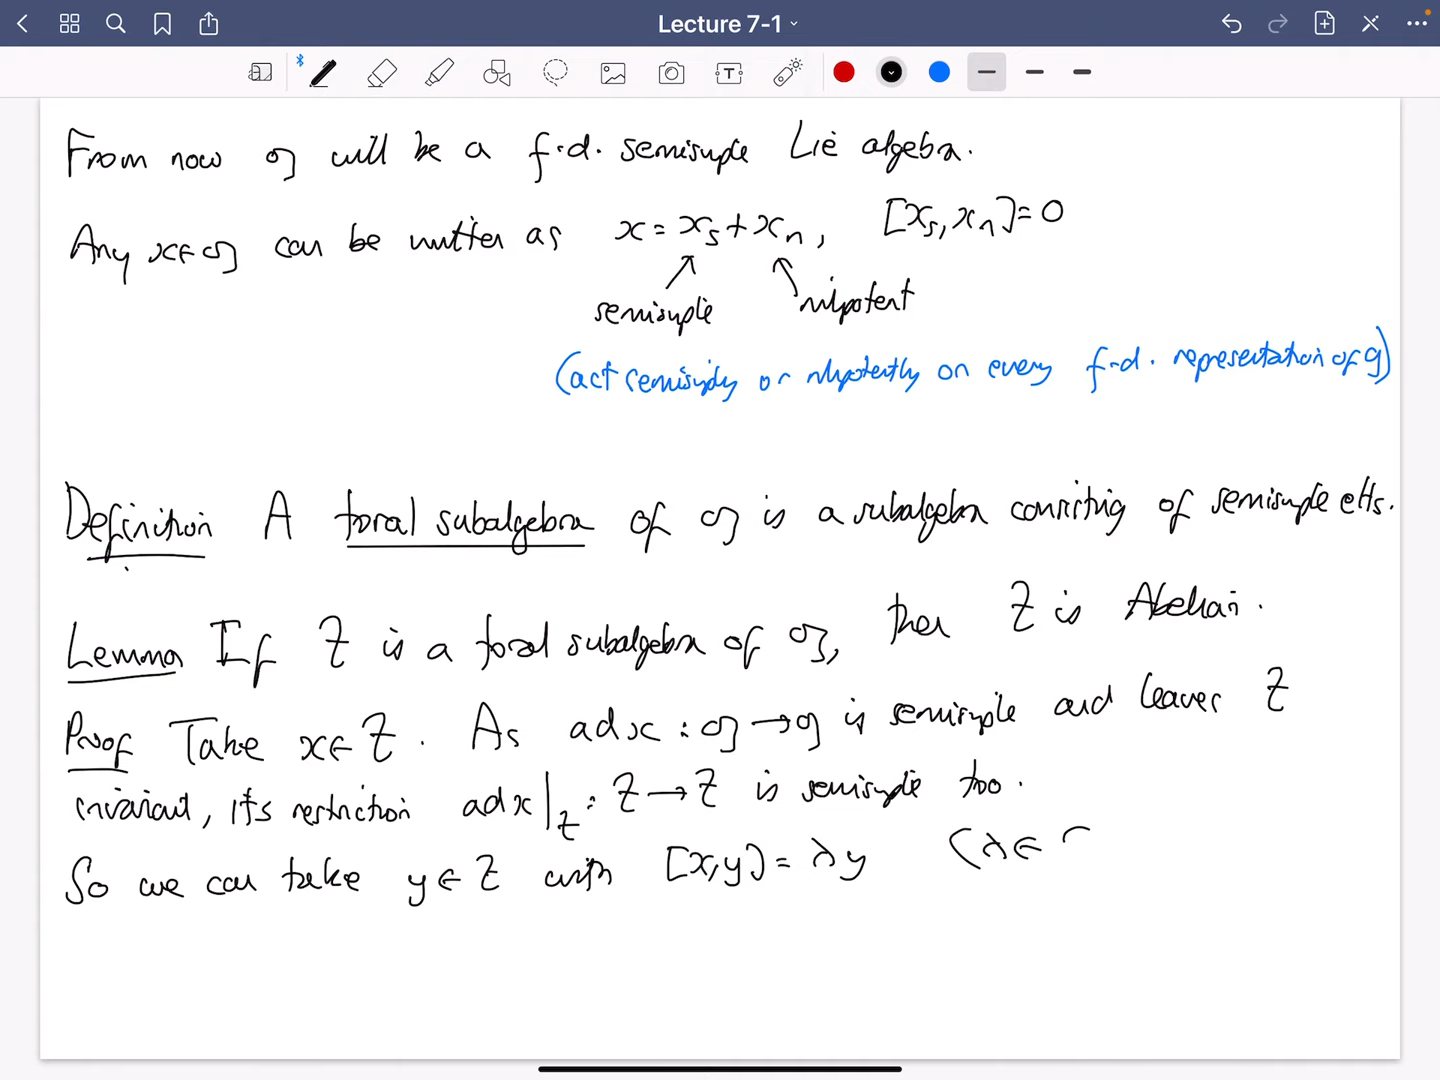 Lecture 7-1
From now 𝔤 will be a f.d. semisimple Lie algebra.
Any x∈𝔤 can be written as x = xₛ + xₙ, [xₛ, xₙ] = 0
semisimple nilpotent
(act semisimply or nilpotently on every f.d. representation of 𝔤)
Definition A toral subalgebra of 𝔤 is a subalgebra consisting of semisimple elts.
Lemma If Z is a toral subalgebra of 𝔤, then Z is Abelian.
Proof Take x∈Z. As ad x : 𝔤 → 𝔤 is semisimple and leaves Z
invariant, its restriction ad x|_Z : Z → Z is semisimple too.
So we can take y∈Z with [x,y] = λy (λ∈